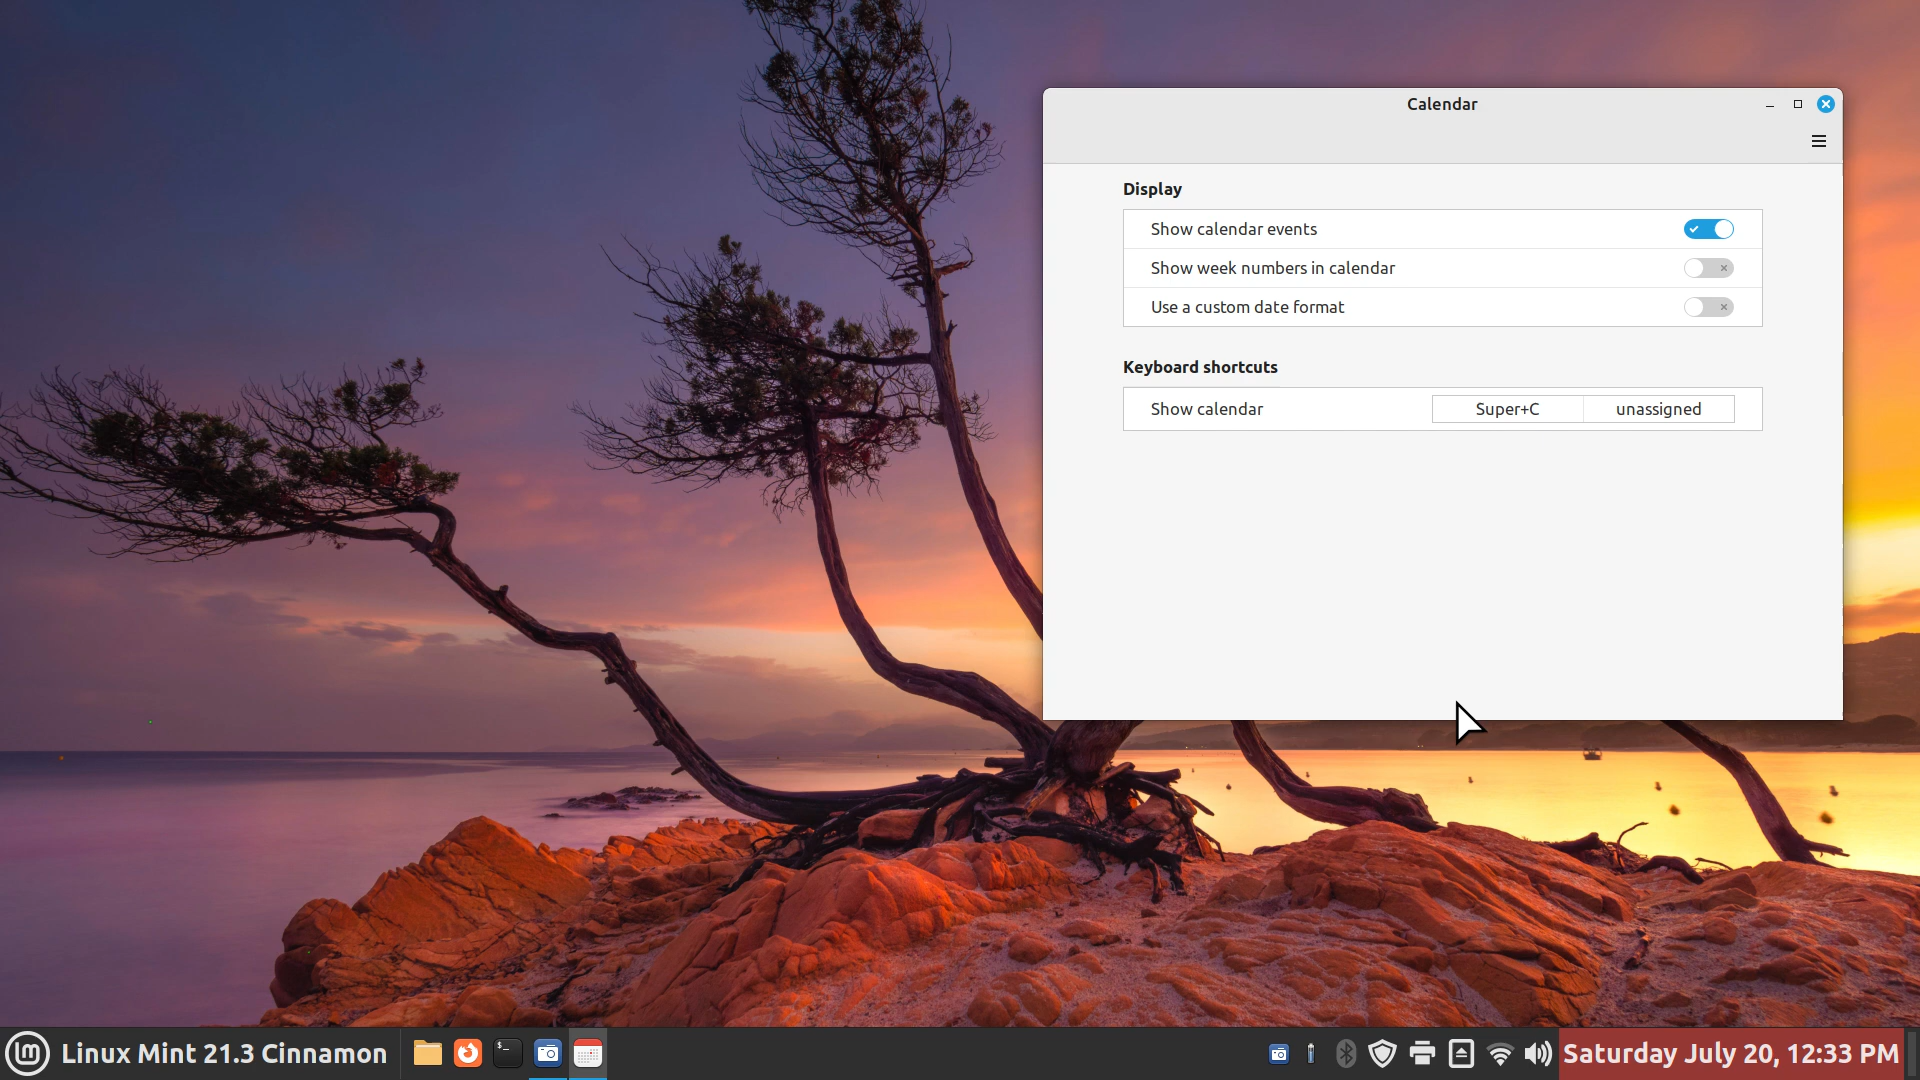 Calendar
Display
Show calendar events
Show week numbers in calendar
Use a custom date format
Keyboard shortcuts
Show calendar Super+C unassigned
Linux Mint 21.3 Cinnamon Saturday July 20, 12:33 PM